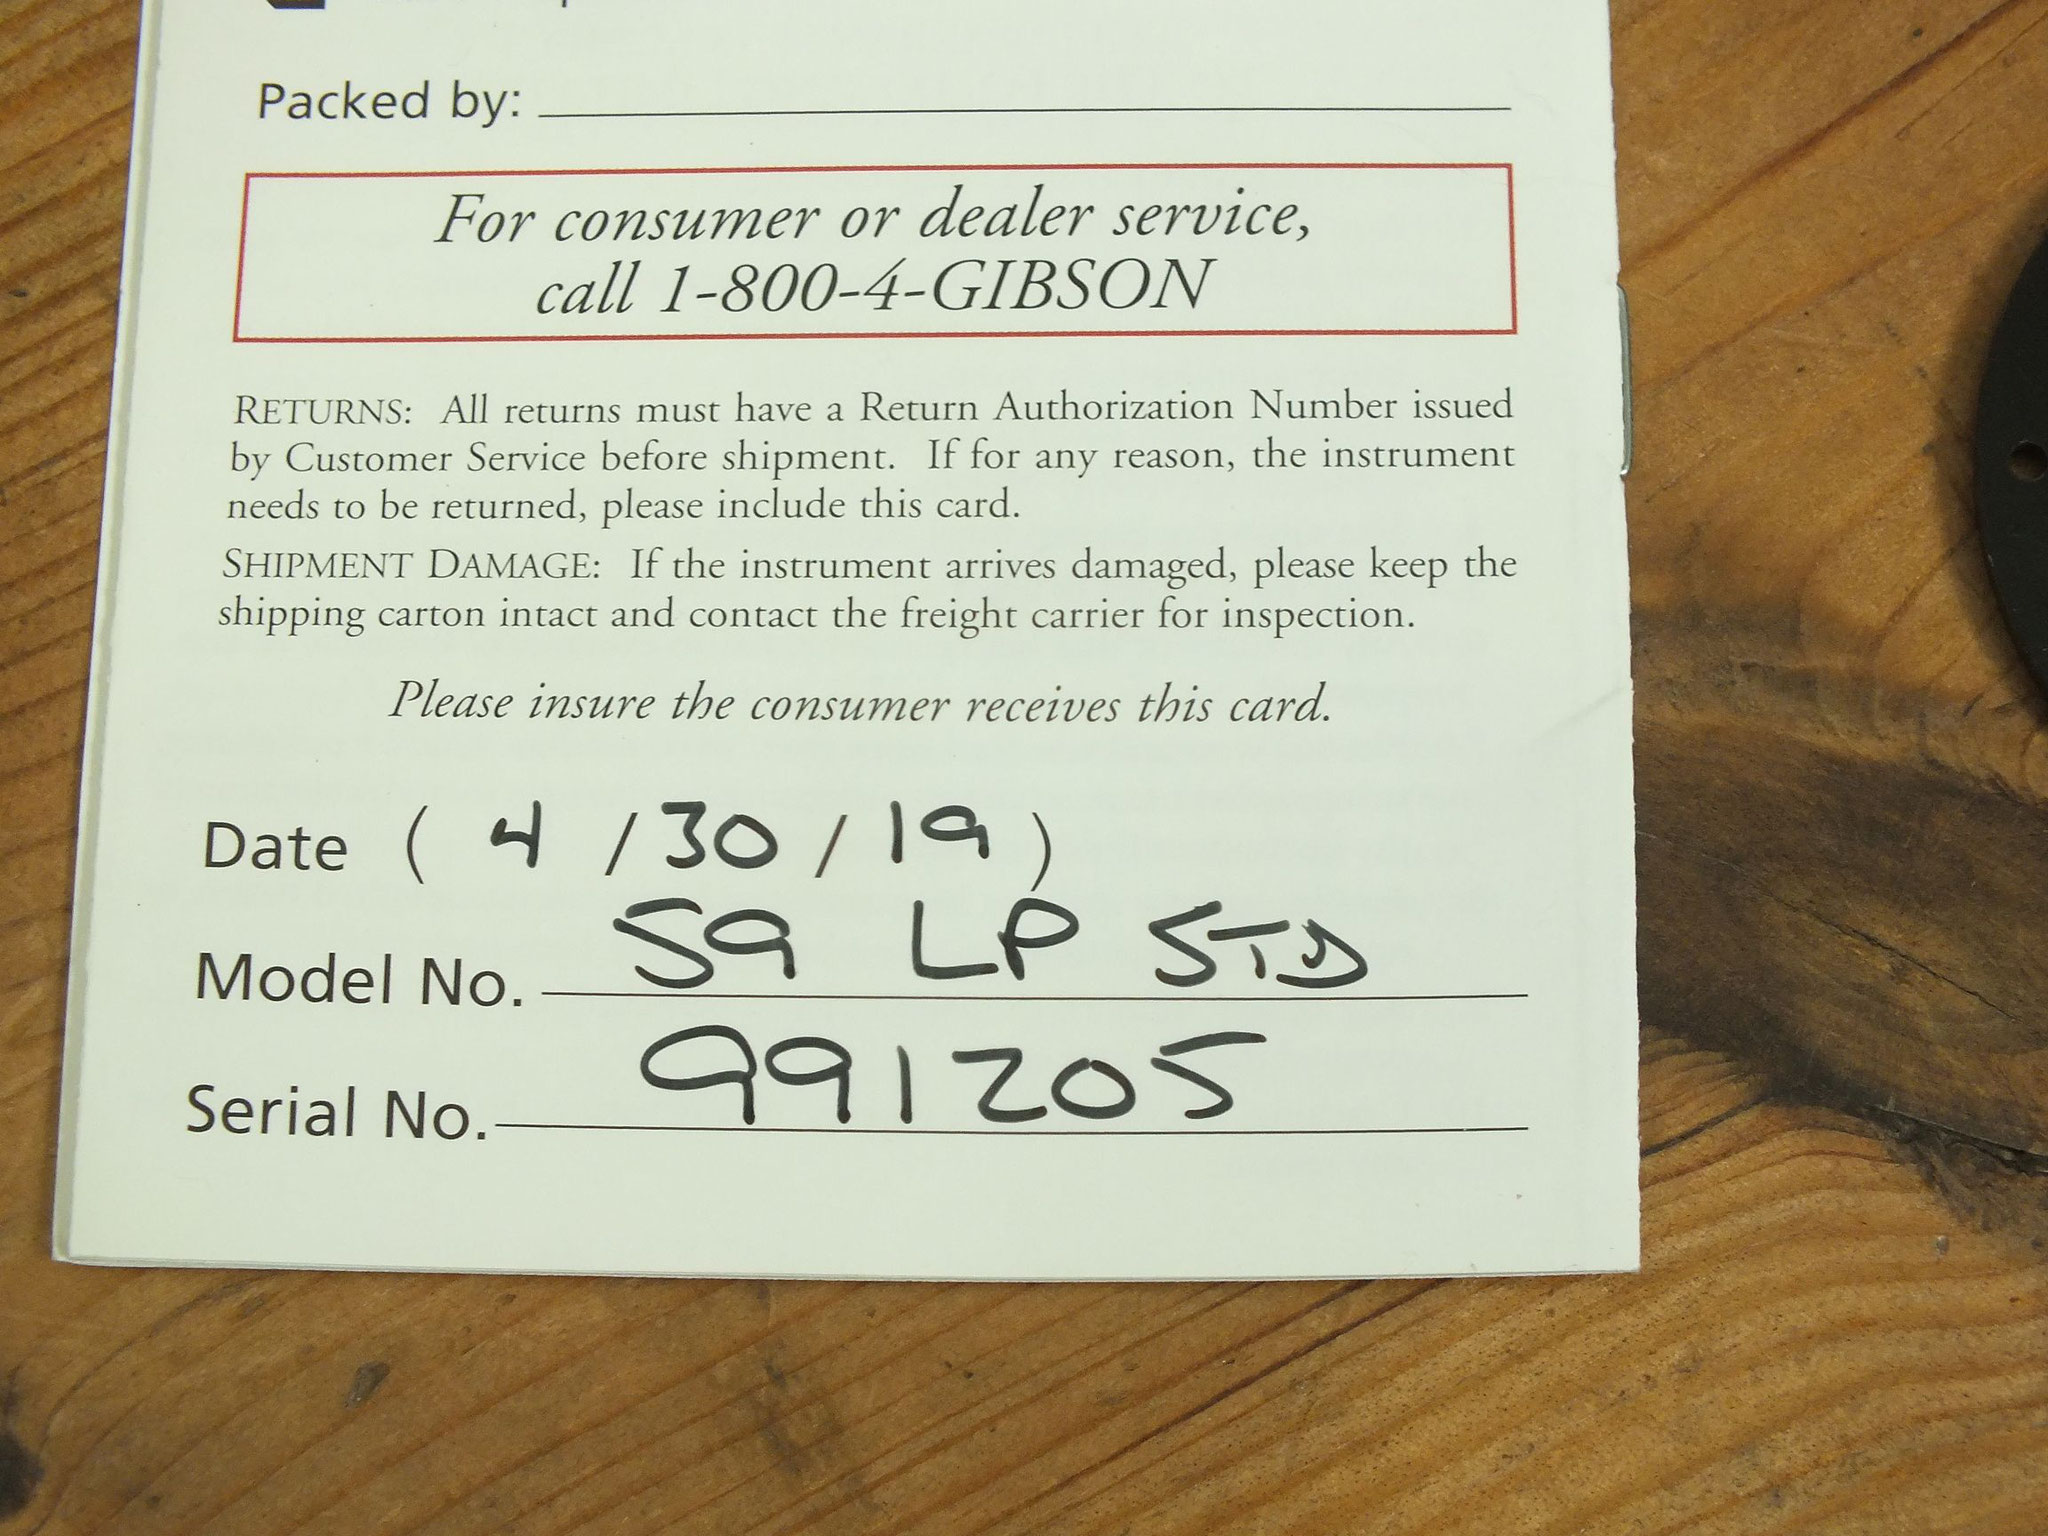 Packed by:
For consumer or dealer service,
call 1-800-4-GIBSON
RETURNS: All returns must have a Return Authorization Number issued
by Customer Service before shipment. If for any reason, the instrument
needs to be returned, please include this card.
SHIPMENT DAMAGE: If the instrument arrives damaged, please keep the
shipping carton intact and contact the freight carrier for inspection.
Please insure the consumer receives this card.
Date ( 4 / 30 / 19 )
Model No. 59 LP STD
Serial No. 991205